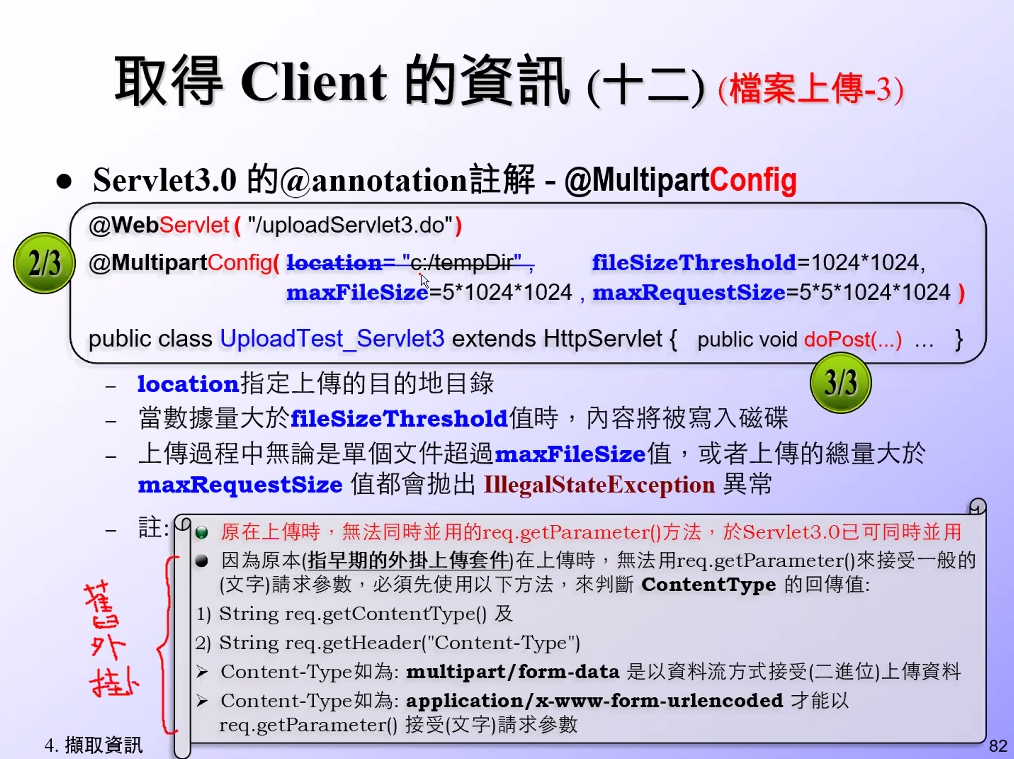 取得 Client 的資訊 (十二) (檔案上傳-3)
● Servlet3.0 的@annotation註解 - @MultipartConfig
@WebServlet ( "/uploadServlet3.do")
2/3
@MultipartConfig( location= "c:/tempDir" , fileSizeThreshold=1024*1024,
maxFileSize=5*1024*1024 , maxRequestSize=5*5*1024*1024 )
public class UploadTest_Servlet3 extends HttpServlet { public void doPost(...) … }
3/3
– location指定上傳的目的地目錄
– 當數據量大於fileSizeThreshold值時，內容將被寫入磁碟
– 上傳過程中無論是單個文件超過maxFileSize值，或者上傳的總量大於
maxRequestSize 值都會拋出 IllegalStateException 異常
– 註:
原在上傳時，無法同時並用的req.getParameter()方法，於Servlet3.0已可同時並用
因為原本(指早期的外掛上傳套件)在上傳時，無法用req.getParameter()來接受一般的
(文字)請求參數，必須先使用以下方法，來判斷 ContentType 的回傳值:
1) String req.getContentType() 及
2) String req.getHeader("Content-Type")
➢ Content-Type如為: multipart/form-data 是以資料流方式接受(二進位)上傳資料
➢ Content-Type如為: application/x-www-form-urlencoded 才能以
req.getParameter() 接受(文字)請求參數
舊
外
掛
4. 擷取資訊
82